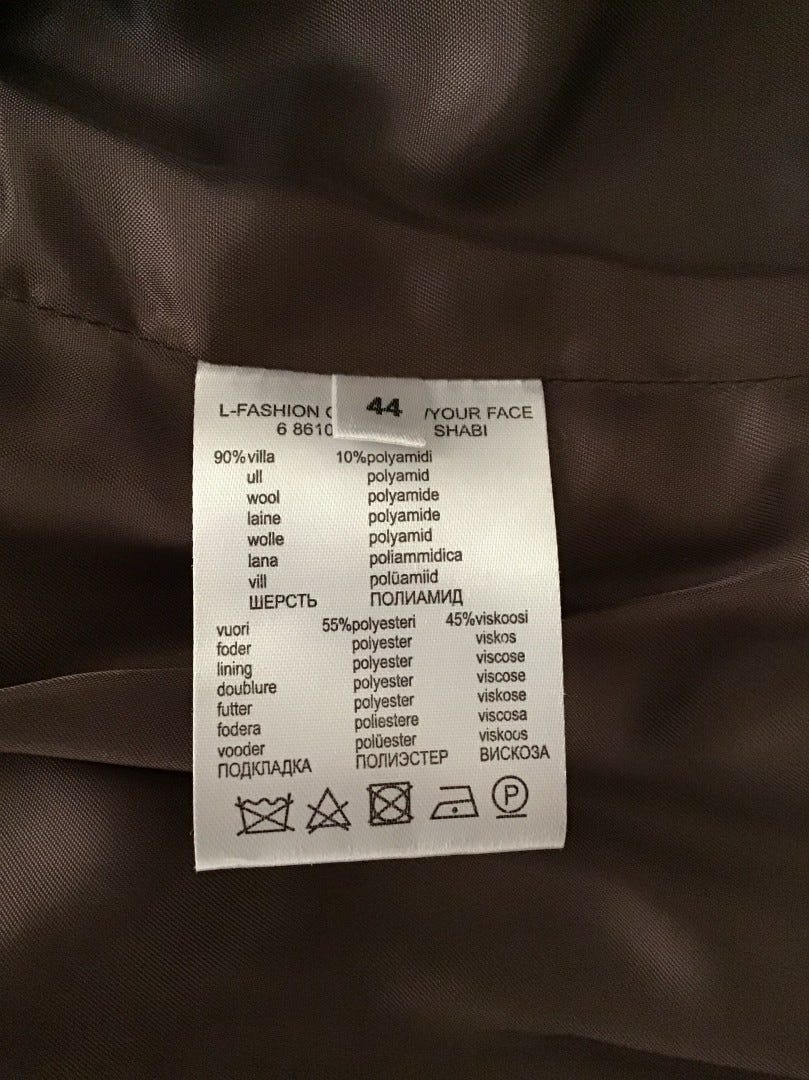 44
L-FASHION /YOUR FACE
6 8610 SHABI
90%villa 10%polyamidi
ull polyamid
wool polyamide
laine polyamide
wolle polyamid
lana poliammidica
vill polüamiid
ШЕРСТЬ ПОЛИАМИД
vuori 55%polyesteri 45%viskoosi
foder polyester viskos
lining polyester viscose
doublure polyester viscose
futter polyester viskose
fodera poliestere viscosa
vooder polüester viskoos
ПОДКЛАДКА ПОЛИЭСТЕР ВИСКОЗА
P